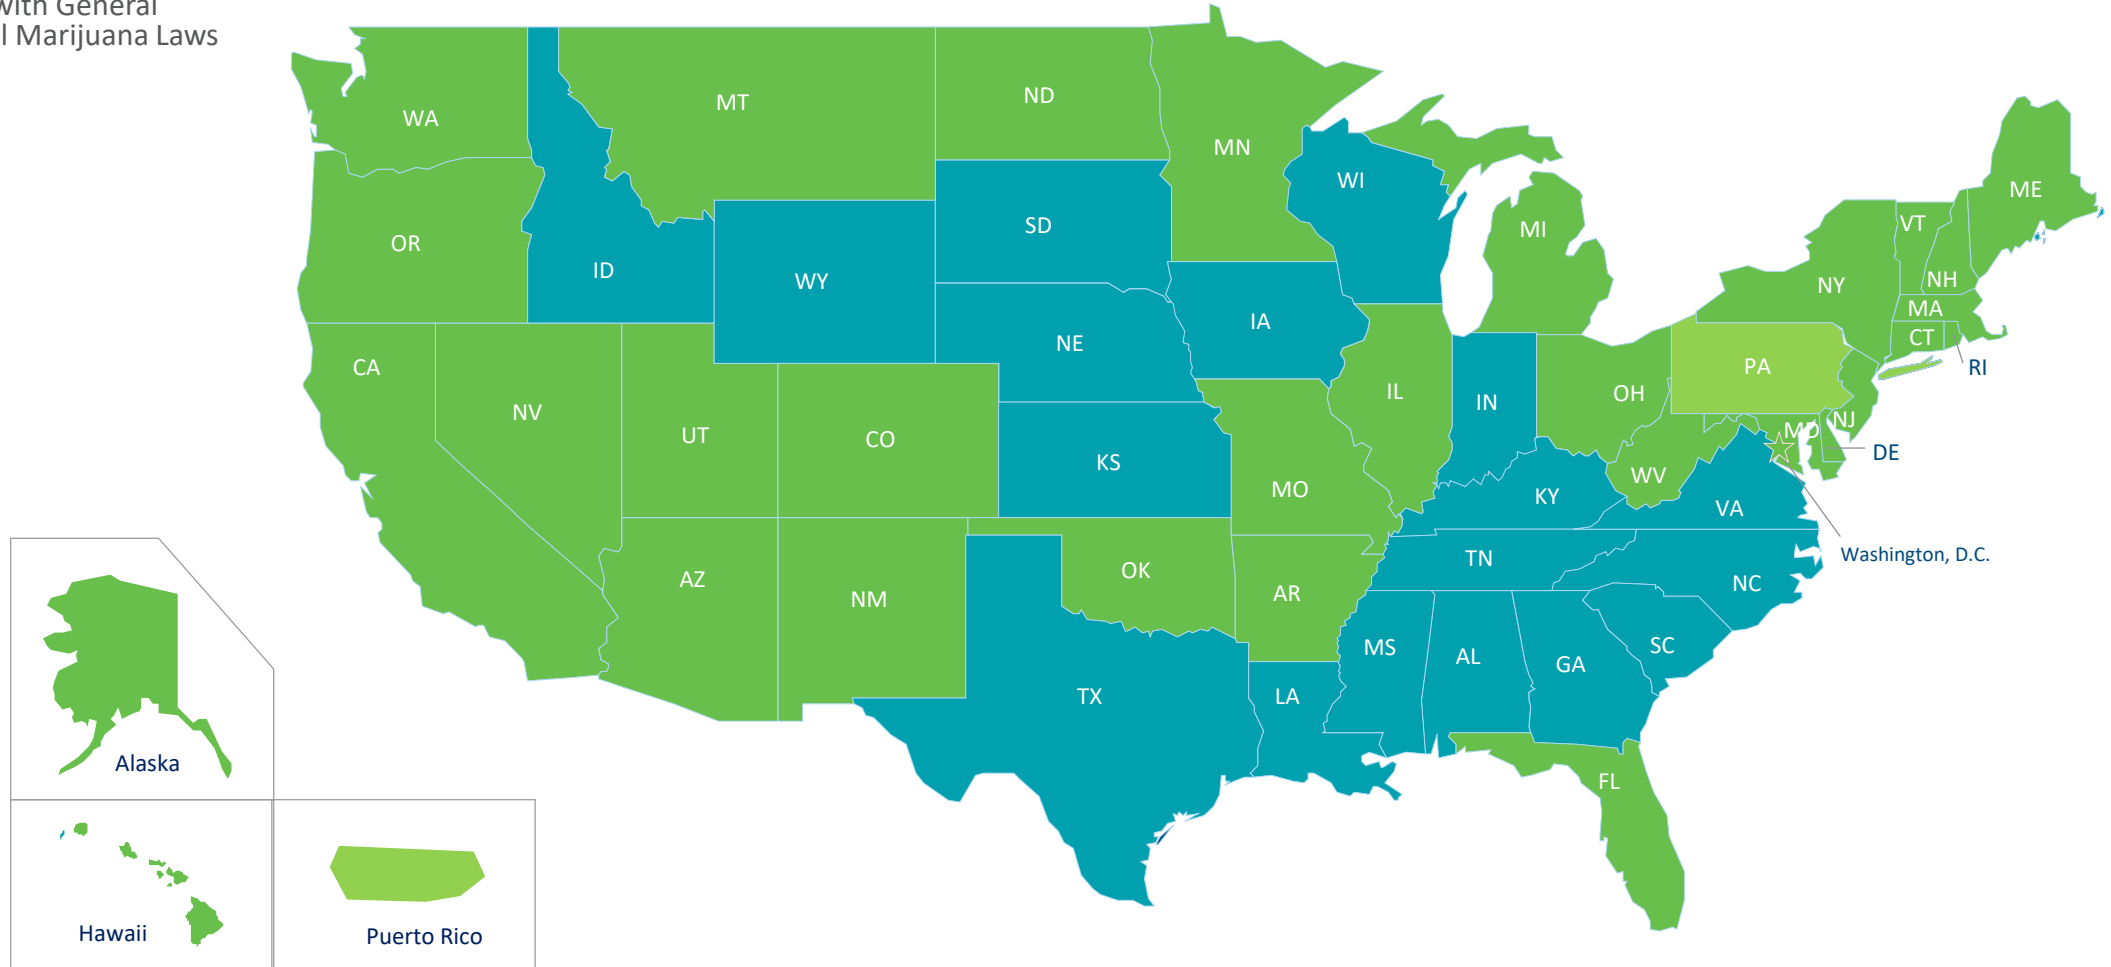 with General
l Marijuana Laws
WA
MT
ND
MN
WI
MI
ME
VT
NH
NY
MA
CT
RI
OR
ID
WY
SD
IA
NE
PA
NJ
CA
NV
UT
CO
KS
MO
IL
IN
OH
WV
MD
DE
KY
VA
Washington, D.C.
AZ
NM
OK
AR
TN
NC
TX
LA
MS
AL
GA
SC
FL
Alaska
Hawaii
Puerto Rico